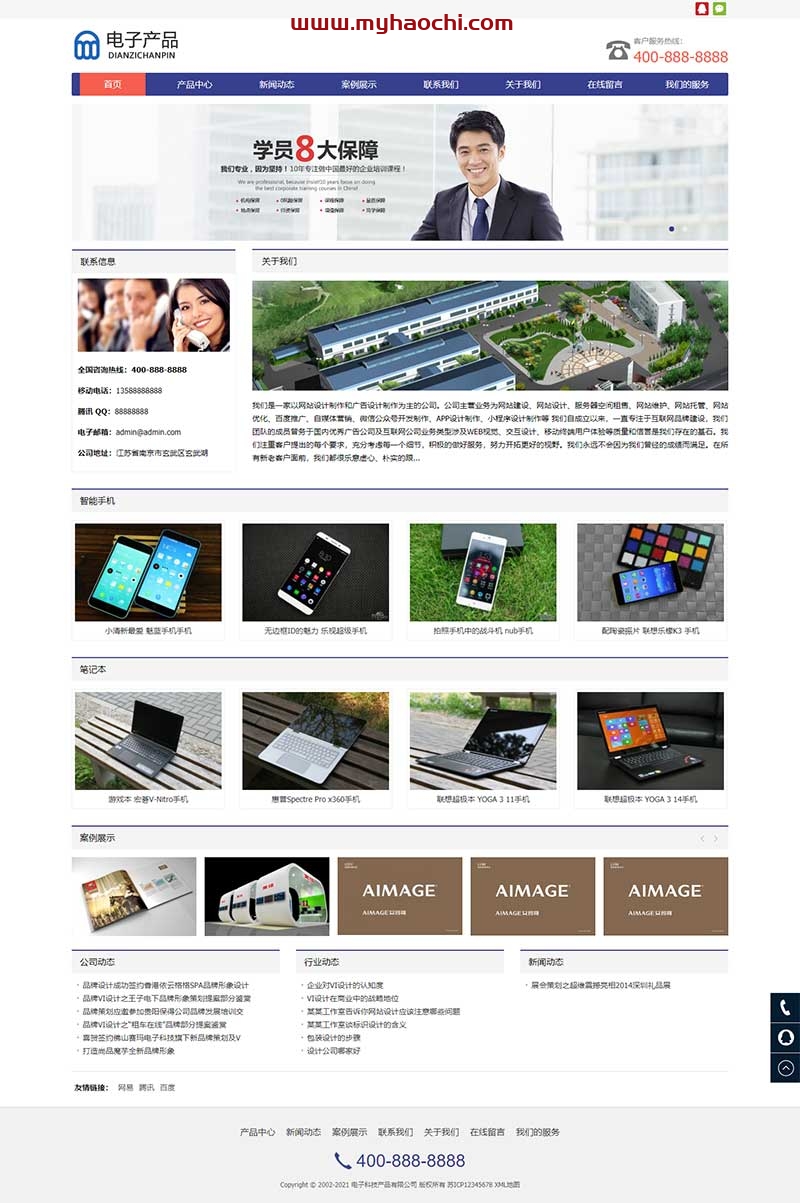 www.myhaochi.com
电子产品
DIANZICHANPIN
客户服务热线：
400-888-8888
首页 产品中心 新闻动态 案例展示 联系我们 关于我们 在线留言 我们的服务
学员8大保障
我们专业，因为坚持！10年专注做中国最好的企业培训课程！
We are professional, because insist!10 years focus on doing
the best corporate training courses in China!
联系信息
全国咨询热线：400-888-8888
移动电话：13588888888
腾讯 QQ：88888888
电子邮箱：admin@admin.com
公司地址：江苏省南京市玄武区玄武湖
关于我们
我们是一家以网站设计制作和广告设计制作为主的公司。公司主营业务为网站建设、网站设计、服务器空间租售、网站维护、网站托管、网站
优化、百度推广、自媒体营销、微信公众号开发制作、APP设计制作、小程序设计制作等 我们自成立以来，一直专注于互联网品牌建设，我们
团队的成员曾务于国内优秀广告公司及互联网公司业务类型涉及WEB视觉、交互设计、移动终端用户体验等质量和信誉是我们存在的基石。我
们注重客户提出的每个要求，充分考虑每一个细节，积极的做好服务，努力开拓更好的视野。我们永远不会因为我们曾经的成绩而满足。在所
有新老客户面前，我们都很乐意虚心、朴实的跟...
智能手机
小清新最爱 魅蓝手机手机
无边框ID的魅力 乐视超级手机
拍照手机中的战斗机 nub手机
配陶瓷振片 联想乐檬K3 手机
笔记本
游戏本 宏碁V-Nitro手机
惠普Spectre Pro x360手机
联想超极本 YOGA 3 11手机
联想超极本 YOGA 3 14手机
案例展示
AIMAGE
AIMAGE
AIMAGE
公司动态
品牌设计成功签约香港依云格格SPA品牌形象设计
品牌VI设计之王子电下品牌形象策划提案部分鉴赏
品牌策划应邀参加贵阳保得公司品牌发展培训交
品牌VI设计之"租车在线"品牌部分提案鉴赏
喜贺签约佛山赛玛电子科技旗下新品牌策划及V
打造尚品魔芋全新品牌形象
行业动态
企业对VI设计的认知度
VI设计在商业中的战略地位
某某工作室告诉你网站设计应该注意哪些问题
某某工作室谈标识设计的含义
包装设计的步骤
设计公司哪家好
新闻动态
展会策划之超维震撼亮相2014深圳礼品展
友情链接： 网易 腾讯 百度
产品中心 新闻动态 案例展示 联系我们 关于我们 在线留言 我们的服务
400-888-8888
Copyright © 2002-2021 电子科技产品有限公司 版权所有 苏ICP12345678 XML地图